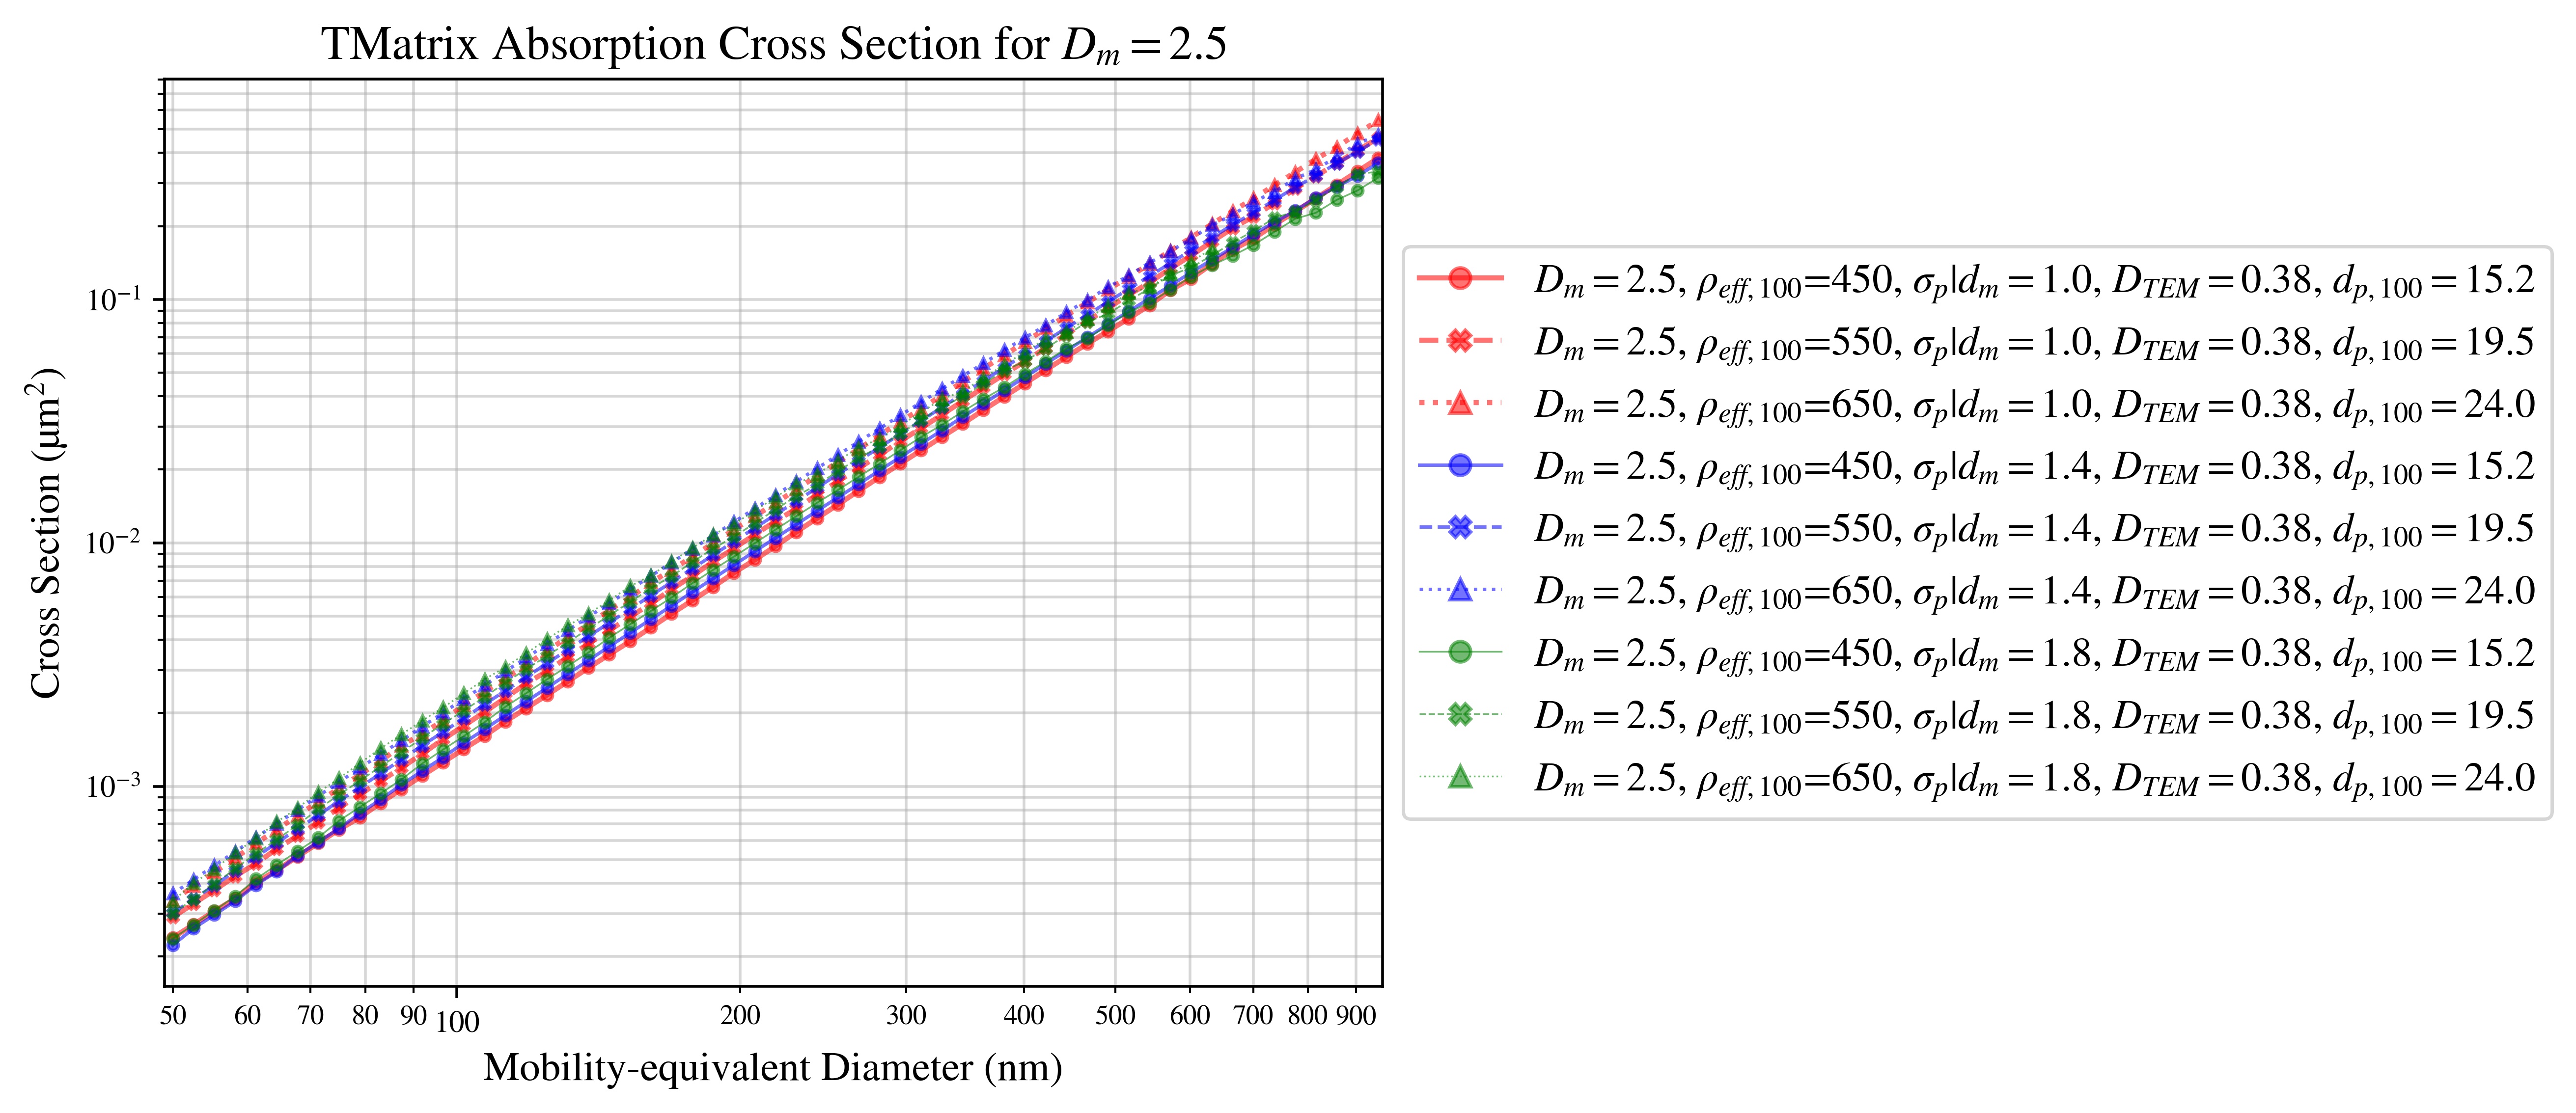 TMatrix Absorption Cross Section for Dₘ = 2.5
Cross Section (μm²)
10⁻¹
10⁻²
10⁻³
50 60 70 80 90 100 200 300 400 500 600 700 800 900
Mobility-equivalent Diameter (nm)
D_m = 2.5, ρ_eff,100=450, σ_p|d_m = 1.0, D_TEM = 0.38, d_p,100 = 15.2
D_m = 2.5, ρ_eff,100=550, σ_p|d_m = 1.0, D_TEM = 0.38, d_p,100 = 19.5
D_m = 2.5, ρ_eff,100=650, σ_p|d_m = 1.0, D_TEM = 0.38, d_p,100 = 24.0
D_m = 2.5, ρ_eff,100=450, σ_p|d_m = 1.4, D_TEM = 0.38, d_p,100 = 15.2
D_m = 2.5, ρ_eff,100=550, σ_p|d_m = 1.4, D_TEM = 0.38, d_p,100 = 19.5
D_m = 2.5, ρ_eff,100=650, σ_p|d_m = 1.4, D_TEM = 0.38, d_p,100 = 24.0
D_m = 2.5, ρ_eff,100=450, σ_p|d_m = 1.8, D_TEM = 0.38, d_p,100 = 15.2
D_m = 2.5, ρ_eff,100=550, σ_p|d_m = 1.8, D_TEM = 0.38, d_p,100 = 19.5
D_m = 2.5, ρ_eff,100=650, σ_p|d_m = 1.8, D_TEM = 0.38, d_p,100 = 24.0